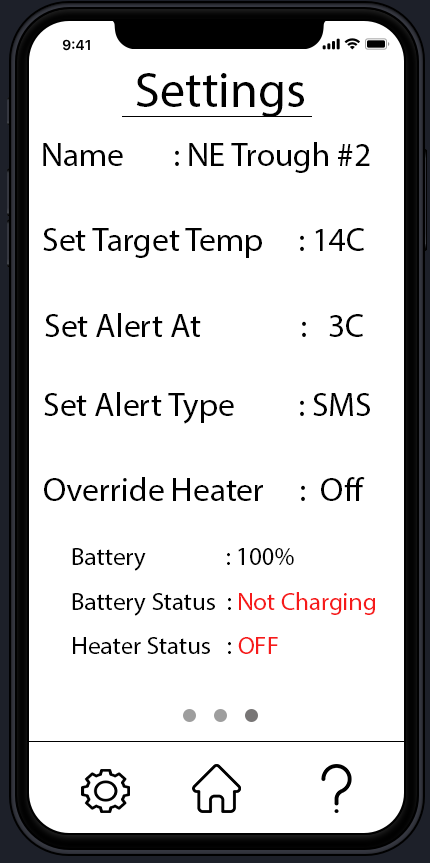 9:41
Settings
Name : NE Trough #2
Set Target Temp : 14C
Set Alert At : 3C
Set Alert Type : SMS
Override Heater : Off
Battery : 100%
Battery Status : Not Charging
Heater Status : OFF
?